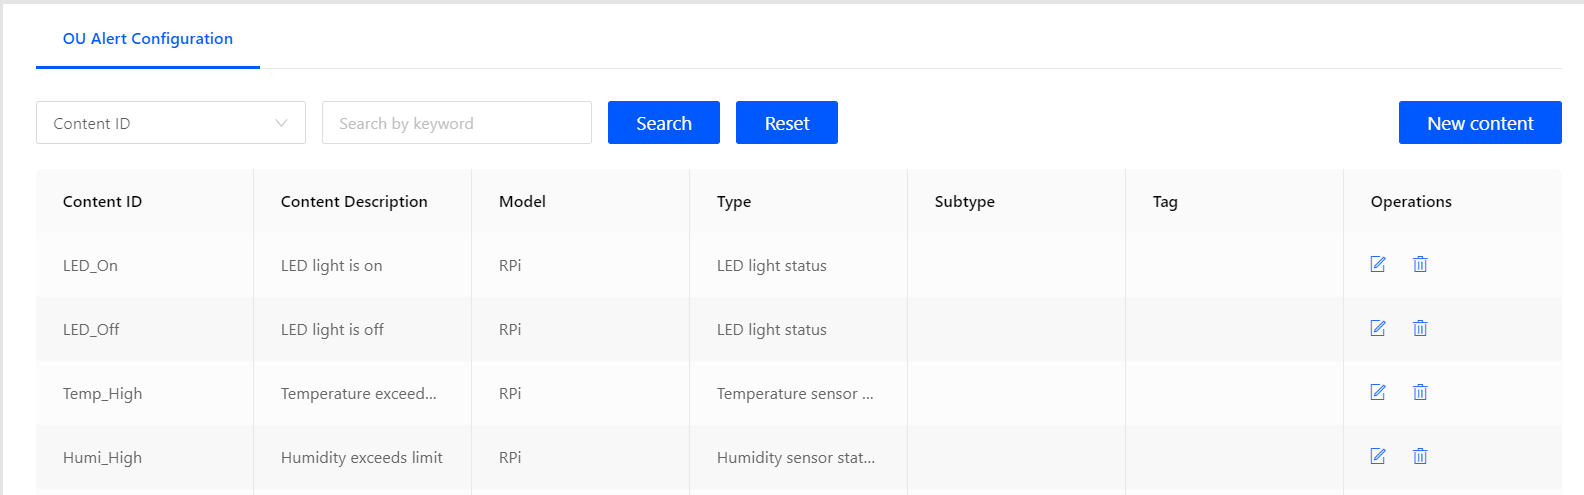 OU Alert Configuration
Content ID Search by keyword Search Reset New content
Content ID Content Description Model Type Subtype Tag Operations
LED_On LED light is on RPi LED light status
LED_Off LED light is off RPi LED light status
Temp_High Temperature exceed... RPi Temperature sensor ...
Humi_High Humidity exceeds limit RPi Humidity sensor stat...